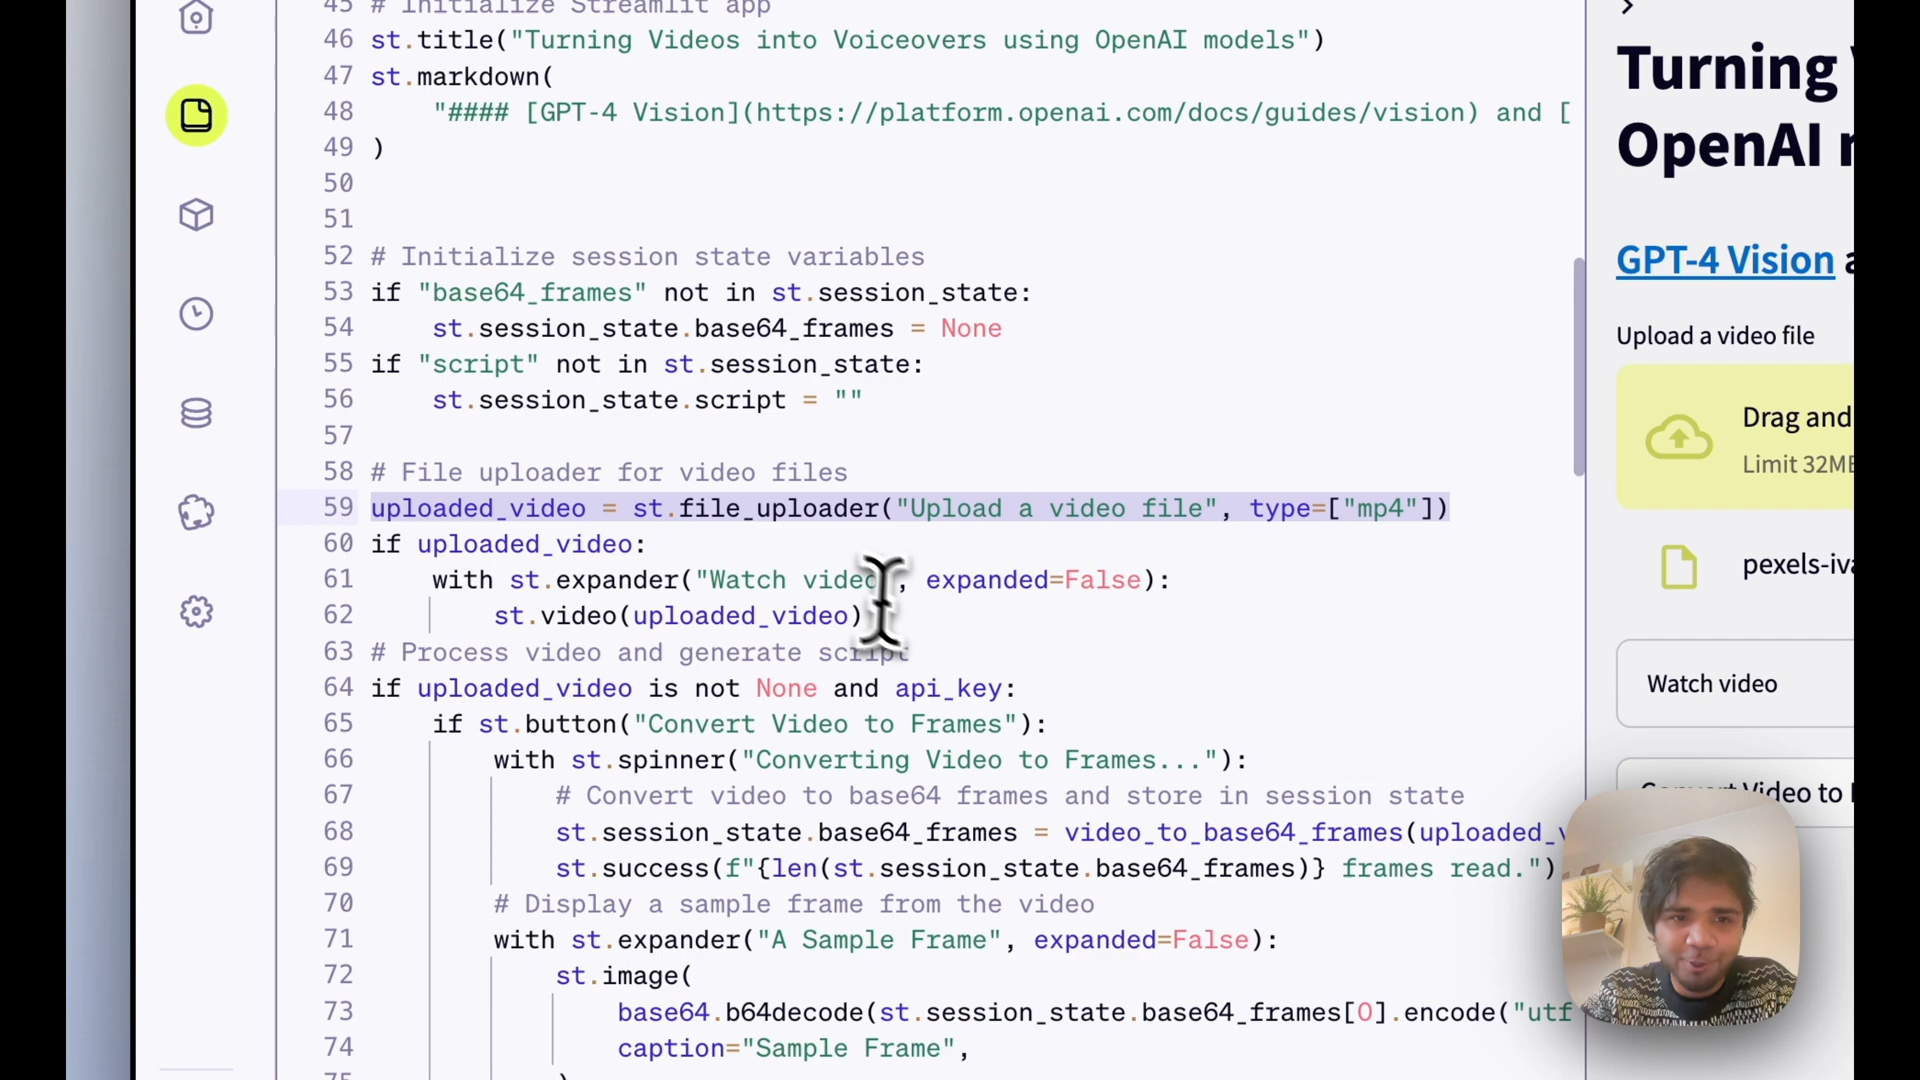 45 # Initialize Streamlit app
46 st.title("Turning Videos into Voiceovers using OpenAI models")
47 st.markdown(
48 "#### [GPT-4 Vision](https://platform.openai.com/docs/guides/vision) and [
49 )
50
51
52 # Initialize session state variables
53 if "base64_frames" not in st.session_state:
54 st.session_state.base64_frames = None
55 if "script" not in st.session_state:
56 st.session_state.script = ""
57
58 # File uploader for video files
59 uploaded_video = st.file_uploader("Upload a video file", type=["mp4"])
60 if uploaded_video:
61 with st.expander("Watch video", expanded=False):
62 st.video(uploaded_video)
63 # Process video and generate script
64 if uploaded_video is not None and api_key:
65 if st.button("Convert Video to Frames"):
66 with st.spinner("Converting Video to Frames..."):
67 # Convert video to base64 frames and store in session state
68 st.session_state.base64_frames = video_to_base64_frames(uploaded_v
69 st.success(f"{len(st.session_state.base64_frames)} frames read.")
70 # Display a sample frame from the video
71 with st.expander("A Sample Frame", expanded=False):
72 st.image(
73 base64.b64decode(st.session_state.base64_frames[0].encode("utf
74 caption="Sample Frame",
Turning
OpenAI
GPT-4 Vision a
Upload a video file
Drag and
Limit 32MB
pexels-iva
Watch video
Convert Video to